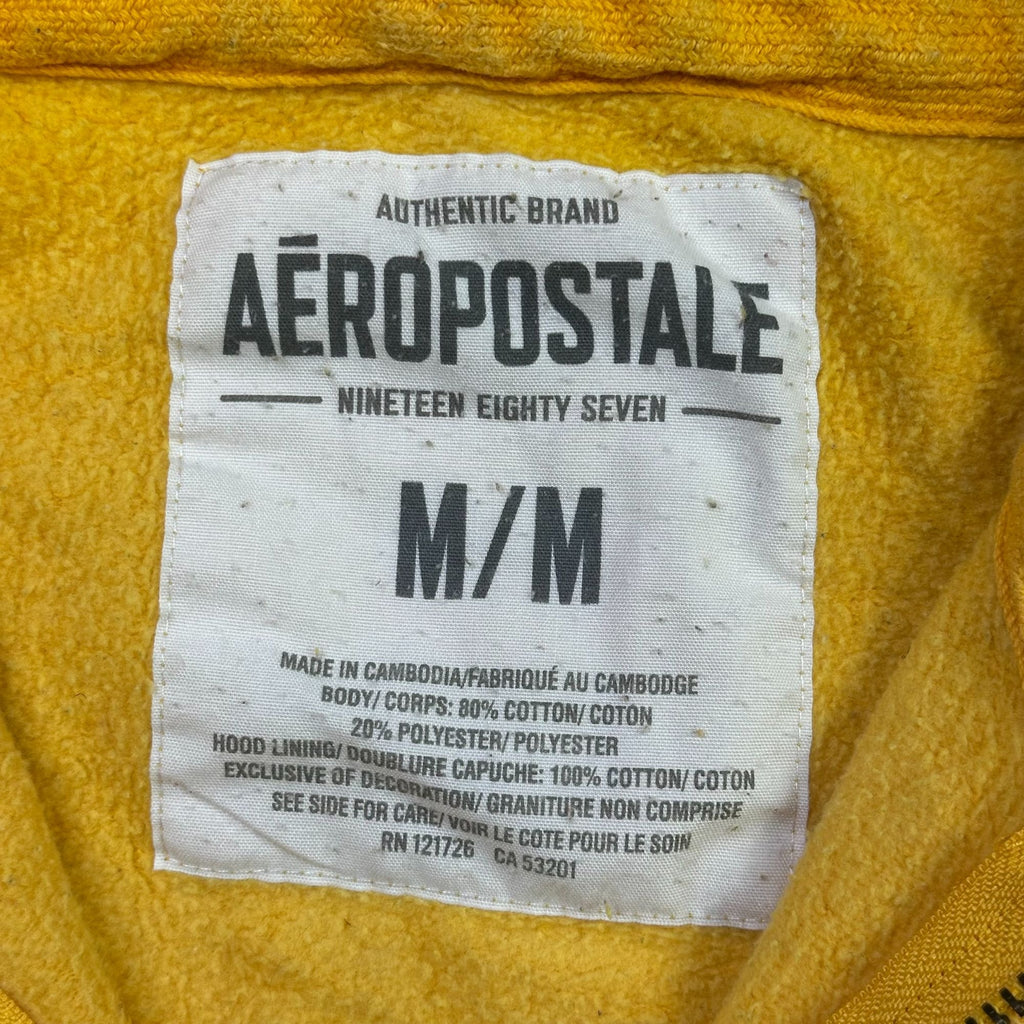 AUTHENTIC BRAND
AĒROPOSTALE
NINETEEN EIGHTY SEVEN
M/M
MADE IN CAMBODIA/FABRIQUÉ AU CAMBODGE
BODY/ CORPS: 80% COTTON/ COTON
20% POLYESTER/ POLYESTER
HOOD LINING/ DOUBLURE CAPUCHE: 100% COTTON/ COTON
EXCLUSIVE OF DECORATION/ GRANITURE NON COMPRISE
SEE SIDE FOR CARE/ VOIR LE COTE POUR LE SOIN
RN 121726 CA 53201